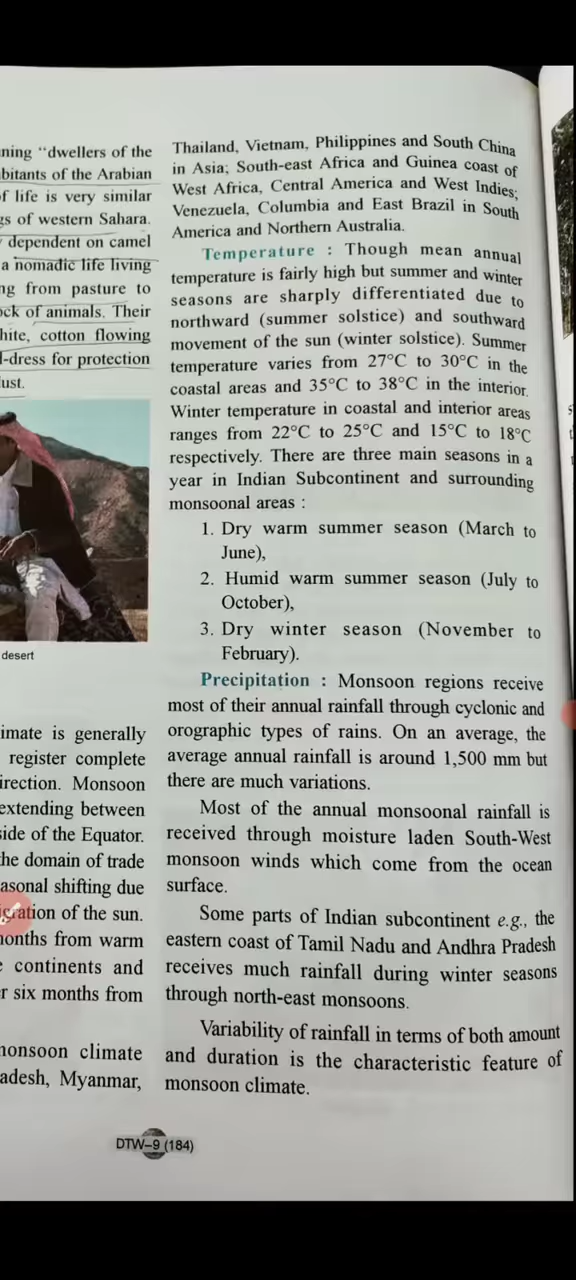 ning “dwellers of the
bitants of the Arabian
f life is very similar
gs of western Sahara.
dependent on camel
a nomadic life living
ng from pasture to
ock of animals. Their
hite, cotton flowing
-dress for protection
ust.
desert
imate is generally
register complete
irection. Monsoon
extending between
side of the Equator.
the domain of trade
asonal shifting due
gration of the sun.
months from warm
continents and
r six months from
monsoon climate
adesh, Myanmar,
Thailand, Vietnam, Philippines and South China
in Asia; South-east Africa and Guinea coast of
West Africa, Central America and West Indies;
Venezuela, Columbia and East Brazil in South
America and Northern Australia.
Temperature : Though mean annual
temperature is fairly high but summer and winter
seasons are sharply differentiated due to
northward (summer solstice) and southward
movement of the sun (winter solstice). Summer
temperature varies from 27°C to 30°C in the
coastal areas and 35°C to 38°C in the interior.
Winter temperature in coastal and interior areas
ranges from 22°C to 25°C and 15°C to 18°C
respectively. There are three main seasons in a
year in Indian Subcontinent and surrounding
monsoonal areas :
1. Dry warm summer season (March to
June),
2. Humid warm summer season (July to
October),
3. Dry winter season (November to
February).
Precipitation : Monsoon regions receive
most of their annual rainfall through cyclonic and
orographic types of rains. On an average, the
average annual rainfall is around 1,500 mm but
there are much variations.
Most of the annual monsoonal rainfall is
received through moisture laden South-West
monsoon winds which come from the ocean
surface.
Some parts of Indian subcontinent e.g., the
eastern coast of Tamil Nadu and Andhra Pradesh
receives much rainfall during winter seasons
through north-east monsoons.
Variability of rainfall in terms of both amount
and duration is the characteristic feature of
monsoon climate.
DTW–9 (184)